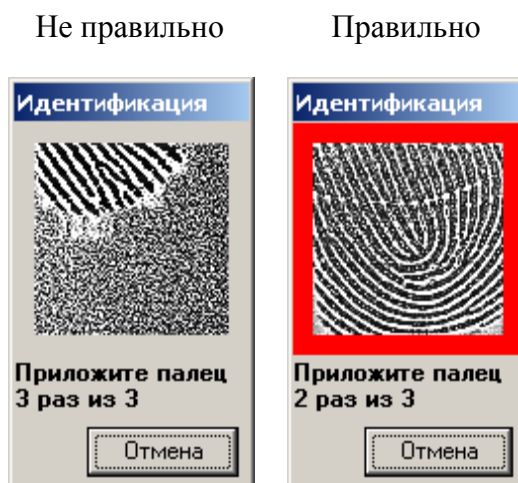 Не правильно
Правильно
Идентификация
Идентификация
Приложите палец
3 раз из 3
Приложите палец
2 раз из 3
Отмена
Отмена